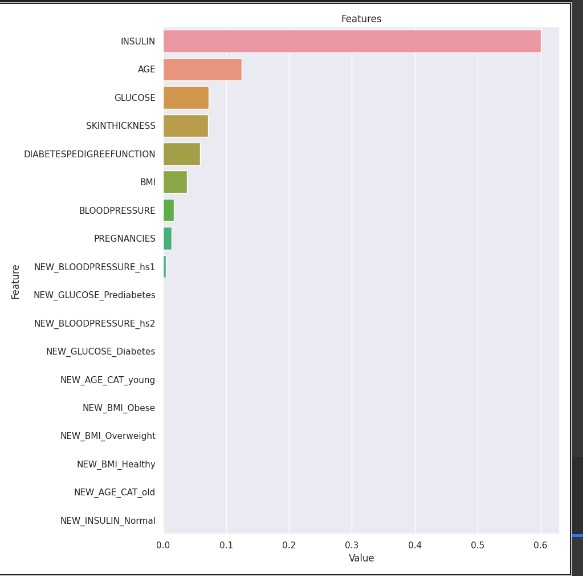 Features
INSULIN
AGE
GLUCOSE
SKINTHICKNESS
DIABETESPEDIGREEFUNCTION
BMI
BLOODPRESSURE
PREGNANCIES
NEW_BLOODPRESSURE_hs1
NEW_GLUCOSE_Prediabetes
NEW_BLOODPRESSURE_hs2
NEW_GLUCOSE_Diabetes
NEW_AGE_CAT_young
NEW_BMI_Obese
NEW_BMI_Overweight
NEW_BMI_Healthy
NEW_AGE_CAT_old
NEW_INSULIN_Normal
Feature
0.0 0.1 0.2 0.3 0.4 0.5 0.6
Value